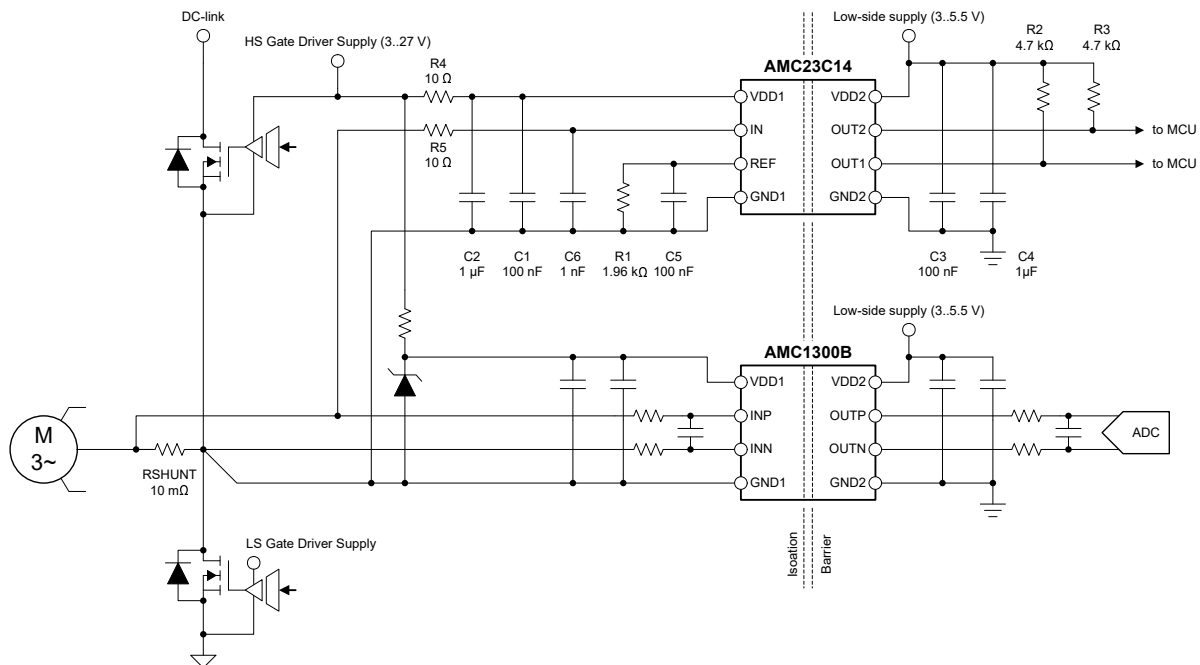 DC-link
HS Gate Driver Supply (3..27 V)
Low-side supply (3..5.5 V)
R2
4.7 kΩ
R3
4.7 kΩ
R4
10 Ω
AMC23C14
VDD1
VDD2
IN
OUT2
to MCU
R5
10 Ω
REF
OUT1
to MCU
GND1
GND2
C2
1 µF
C1
100 nF
C6
1 nF
R1
1.96 kΩ
C5
100 nF
C3
100 nF
C4
1µF
Low-side supply (3..5.5 V)
AMC1300B
VDD1
VDD2
INP
OUTP
INN
OUTN
ADC
GND1
GND2
M
3~
RSHUNT
10 mΩ
LS Gate Driver Supply
Isoation
Barrier